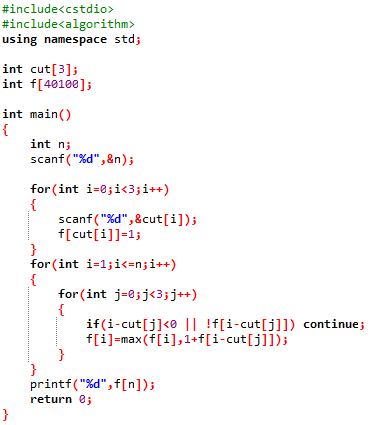 #include<cstdio>
#include<algorithm>
using namespace std;
int cut[3];
int f[40100];
int main()
{
    int n;
    scanf("%d",&n);
    for(int i=0;i<3;i++)
    {
        scanf("%d",&cut[i]);
        f[cut[i]]=1;
    }
    for(int i=1;i<=n;i++)
    {
        for(int j=0;j<3;j++)
        {
            if(i-cut[j]<0 || !f[i-cut[j]]) continue;
            f[i]=max(f[i],1+f[i-cut[j]]);
        }
    }
    printf("%d",f[n]);
    return 0;
}